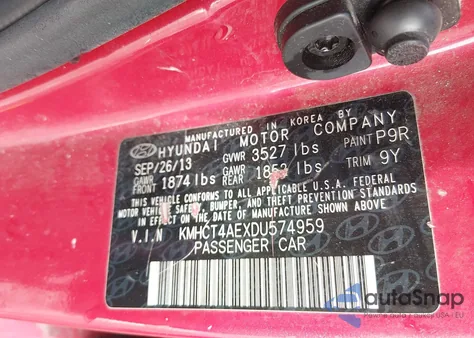 MANUFACTURED IN KOREA BY
HYUNDAI MOTOR COMPANY
SEP/26/13 GVWR 3527 lbs PAINT P9R
GAWR FRONT 1874 lbs GAWR REAR 1852 lbs TRIM 9Y
THIS VEHICLE CONFORMS TO ALL APPLICABLE U.S.A. FEDERAL
MOTOR VEHICLE SAFETY, BUMPER, AND THEFT PREVENTION STANDARDS
IN EFFECT ON THE DATE OF MANUFACTURE SHOWN ABOVE.
V.I.N KMHCT4AEXDU574959
PASSENGER CAR
autoSnap